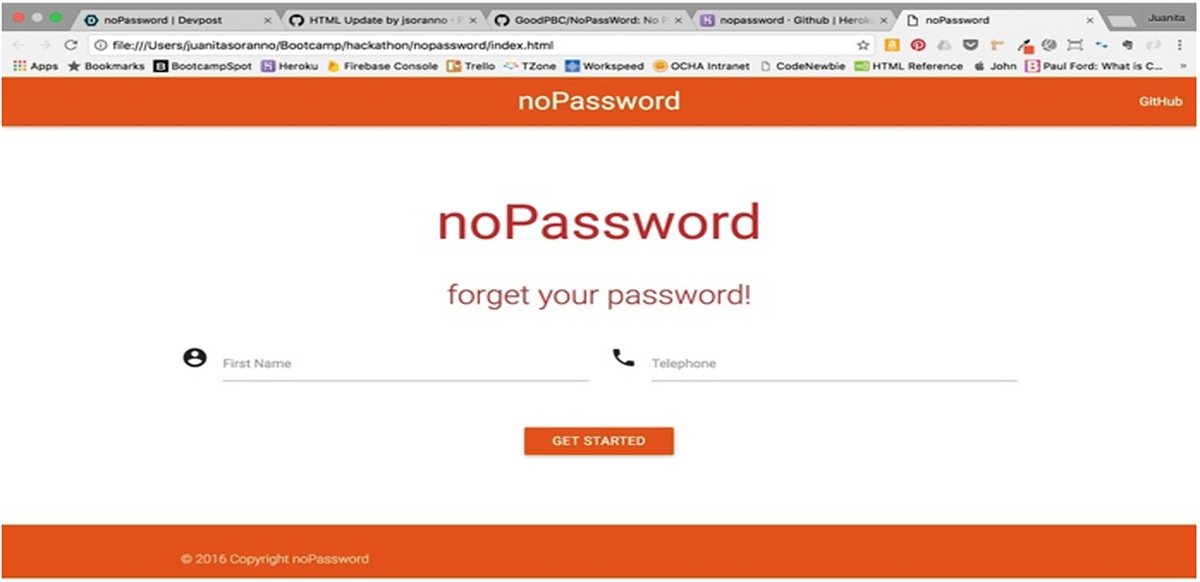 noPassword | Devpost
HTML Update by jsoranno · P
GoodPBC/NoPassWord: No P
nopassword · Github | Heroku
noPassword
Juanita
file:///Users/juanitasoranno/Bootcamp/hackathon/nopassword/index.html
Apps Bookmarks BootcampSpot Heroku Firebase Console Trello TZone Workspeed OCHA Intranet CodeNewbie HTML Reference John Paul Ford: What is C...
noPassword
GitHub
noPassword
forget your password!
First Name
Telephone
GET STARTED
© 2016 Copyright noPassword